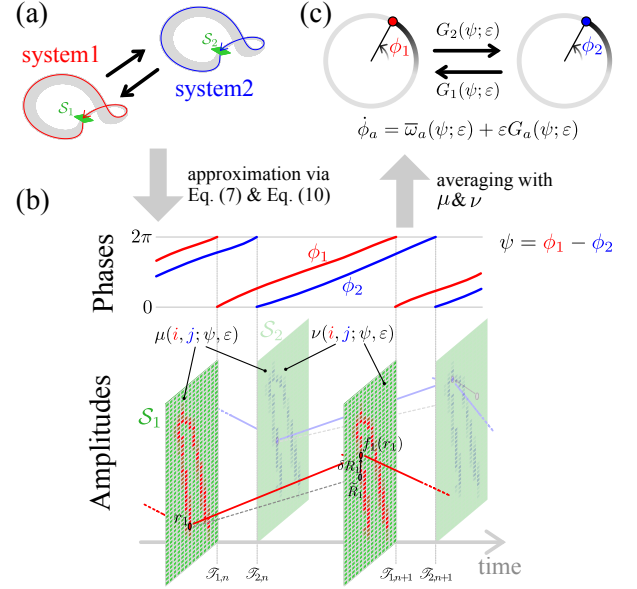 (a)
system1
S₁
S₂
system2
(c)
ϕ₁
G₂(ψ; ε)
G₁(ψ; ε)
ϕ₂
ϕ̇ₐ = ω̅ₐ(ψ; ε) + εGₐ(ψ; ε)
approximation via
Eq. (7) & Eq. (10)
averaging with
μ & ν
(b)
Phases
2π
0
ϕ₁
ϕ₂
ψ = ϕ₁ − ϕ₂
Amplitudes
μ(i, j; ψ, ε)
S₂
ν(i, j; ψ, ε)
S₁
f₁(r₁)
δR₁
R̃₁
r₁
𝒯₁,ₙ
𝒯₂,ₙ
𝒯₁,ₙ₊₁
𝒯₂,ₙ₊₁
time